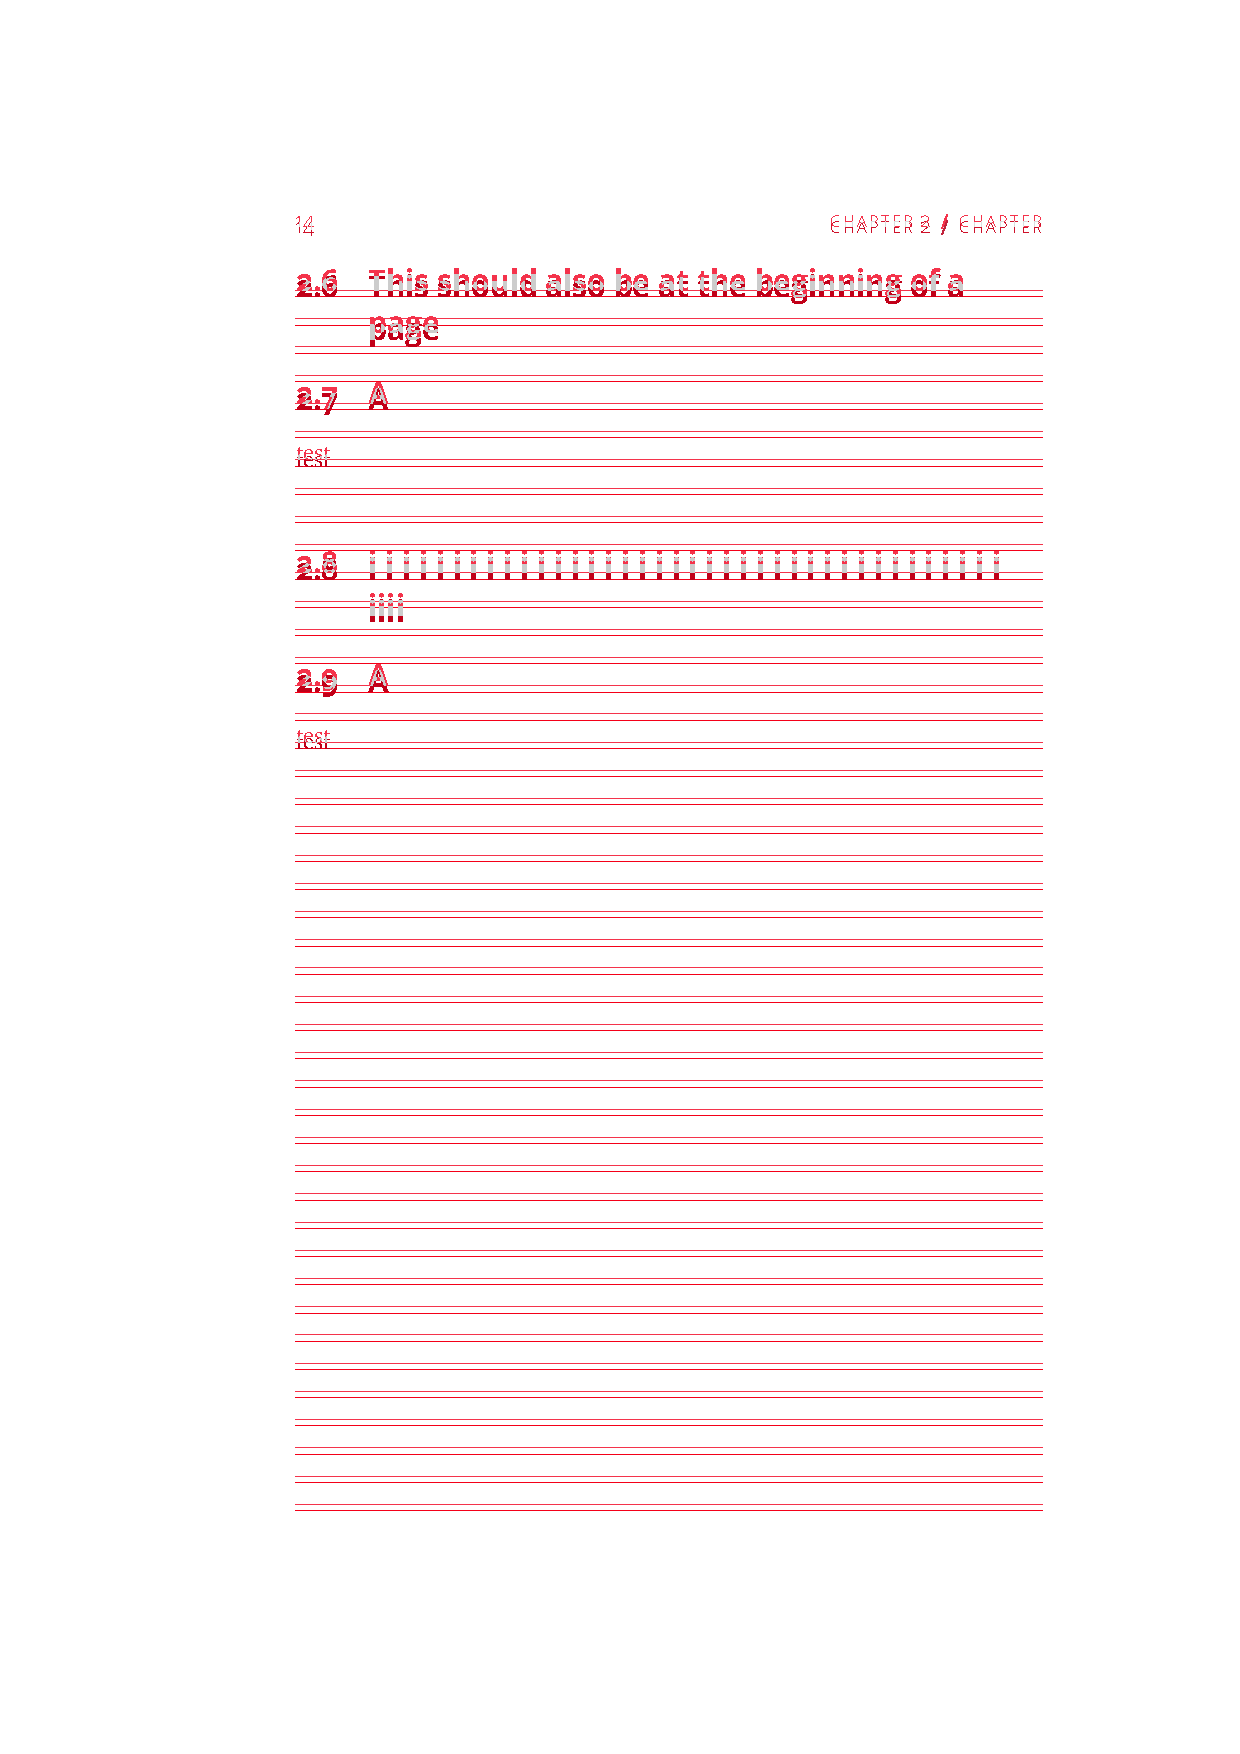 14 CHAPTER 2 / CHAPTER
2.6 This should also be at the beginning of a
page
2.7 A
test
2.8 i i i i i i i i i i i i i i i i i i i i i i i i i i i i i i i i i i i i i i
iiii
2.9 A
test